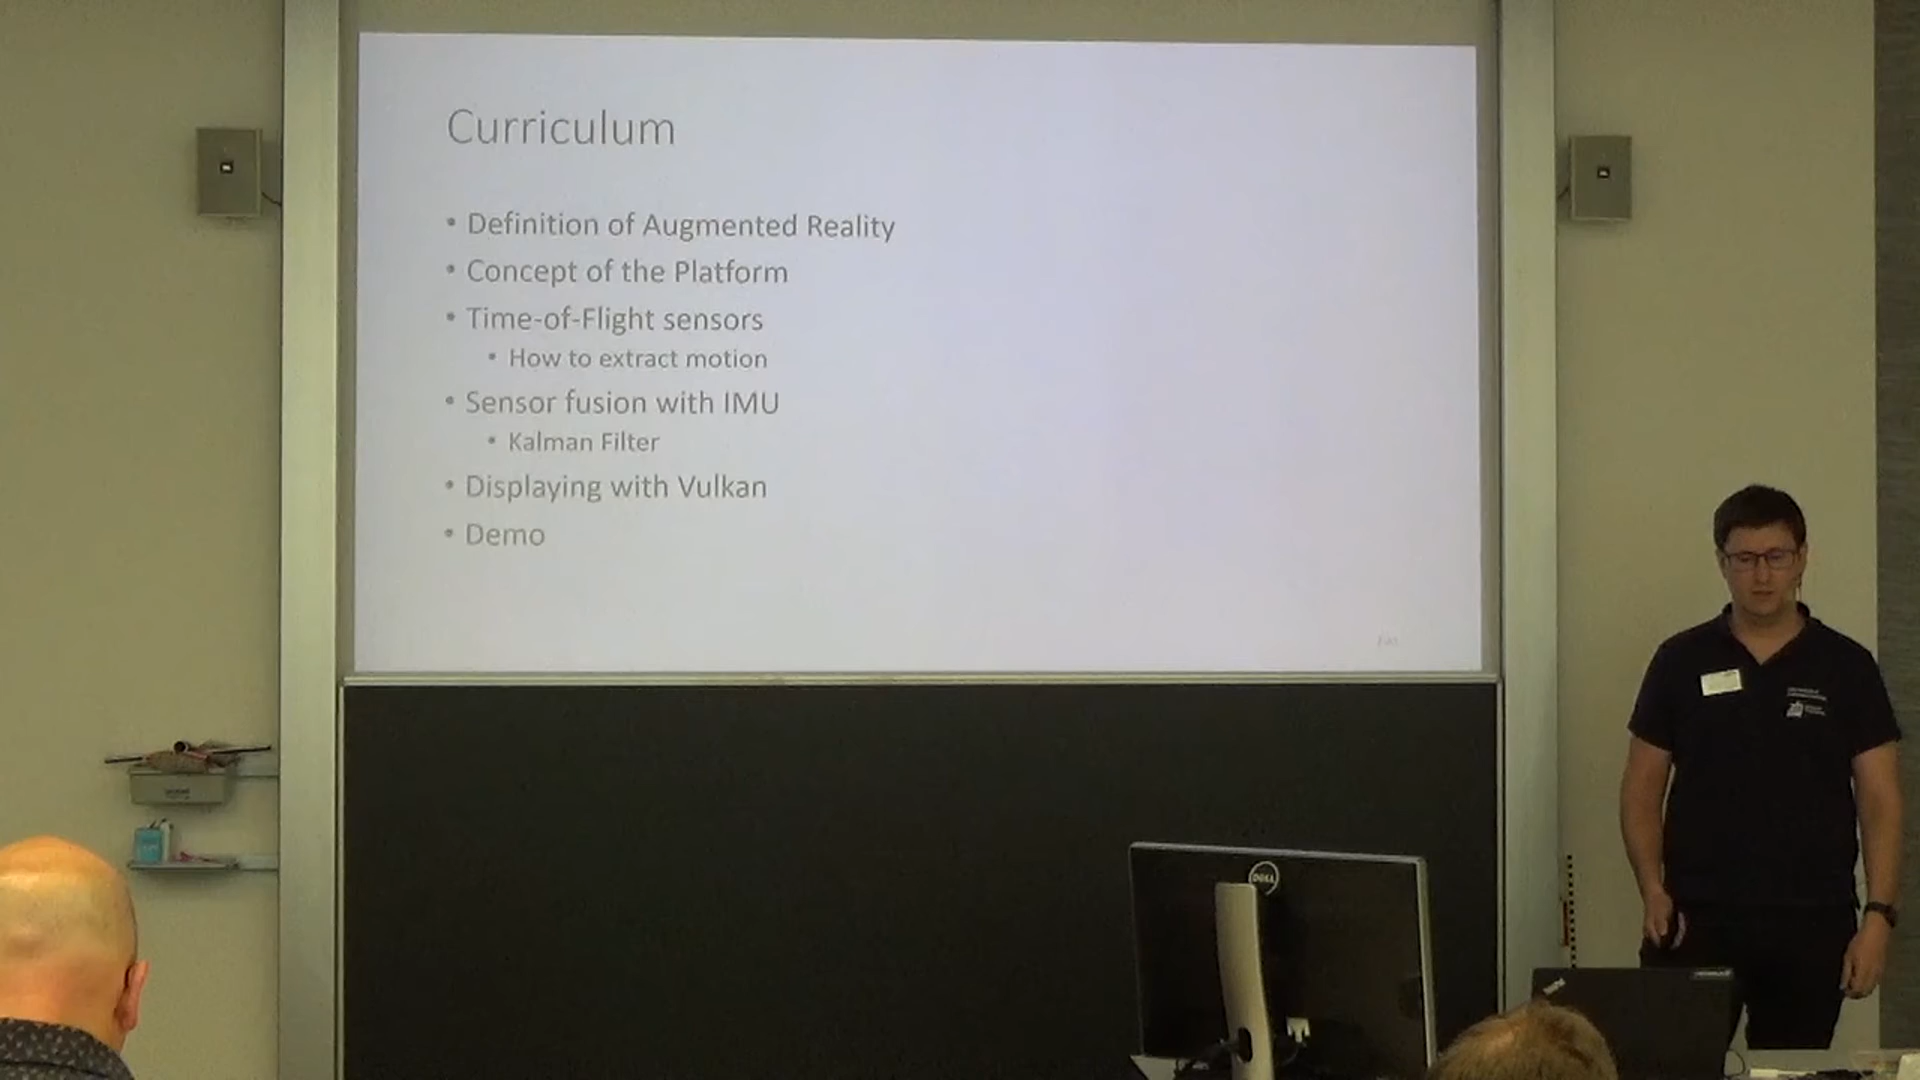 Curriculum
• Definition of Augmented Reality
• Concept of the Platform
• Time-of-Flight sensors
• How to extract motion
• Sensor fusion with IMU
• Kalman Filter
• Displaying with Vulkan
• Demo
DELL